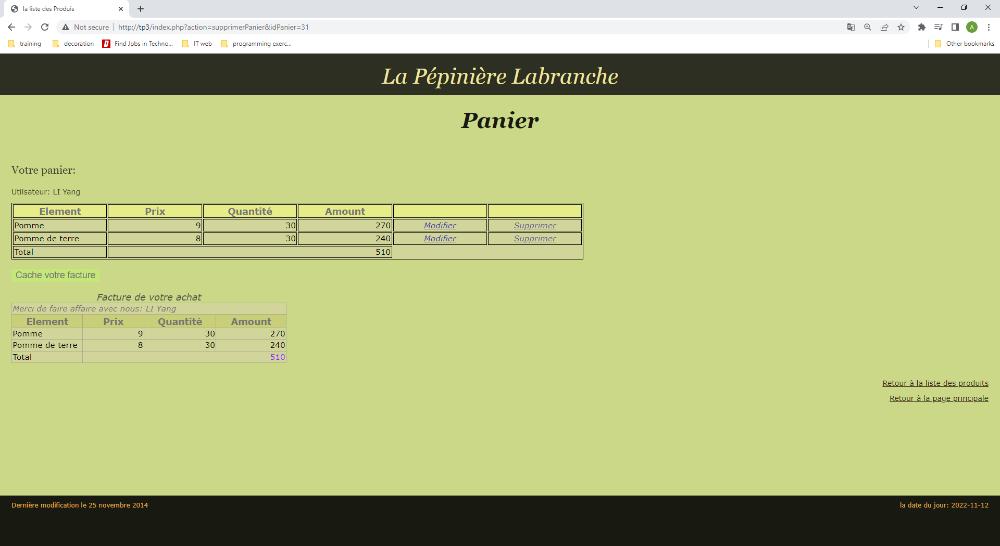 la liste des Produis
Not secure http://tp3/index.php?action=supprimerPanier&idPanier=31
A
training decoration Find Jobs in Techno... IT web programming exerc... Other bookmarks
La Pépinière Labranche
Panier
Votre panier:
Utilsateur: LI Yang
Element Prix Quantité Amount
Pomme 9 30 270 Modifier Supprimer
Pomme de terre 8 30 240 Modifier Supprimer
Total 510
Cache votre facture
Facture de votre achat
Merci de faire affaire avec nous: LI Yang
Element Prix Quantité Amount
Pomme 9 30 270
Pomme de terre 8 30 240
Total 510
Retour à la liste des produits
Retour à la page principale
Dernière modification le 25 novembre 2014 la date du jour: 2022-11-12